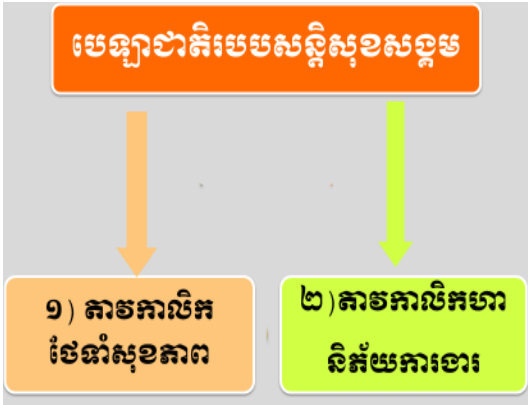 បេឡាជាតិរបបសន្តិសុខសង្គម
១) តាវកាលិក
ថែទាំសុខភាព
២)តាវកាលិកហា
និភ័យការងារ